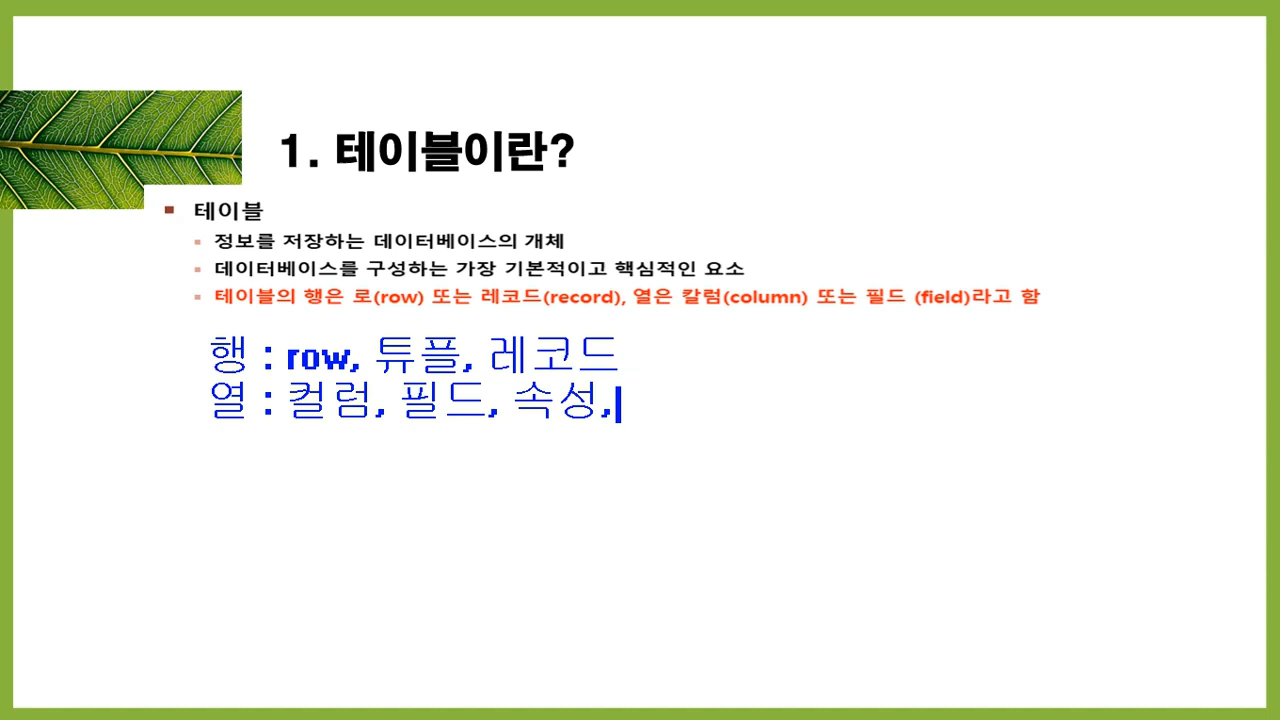 1. 테이블이란?
테이블
정보를 저장하는 데이터베이스의 개체
데이터베이스를 구성하는 가장 기본적이고 핵심적인 요소
테이블의 행은 로(row) 또는 레코드(record), 열은 칼럼(column) 또는 필드 (field)라고 함
행 : row, 튜플, 레코드
열 : 컬럼, 필드, 속성,